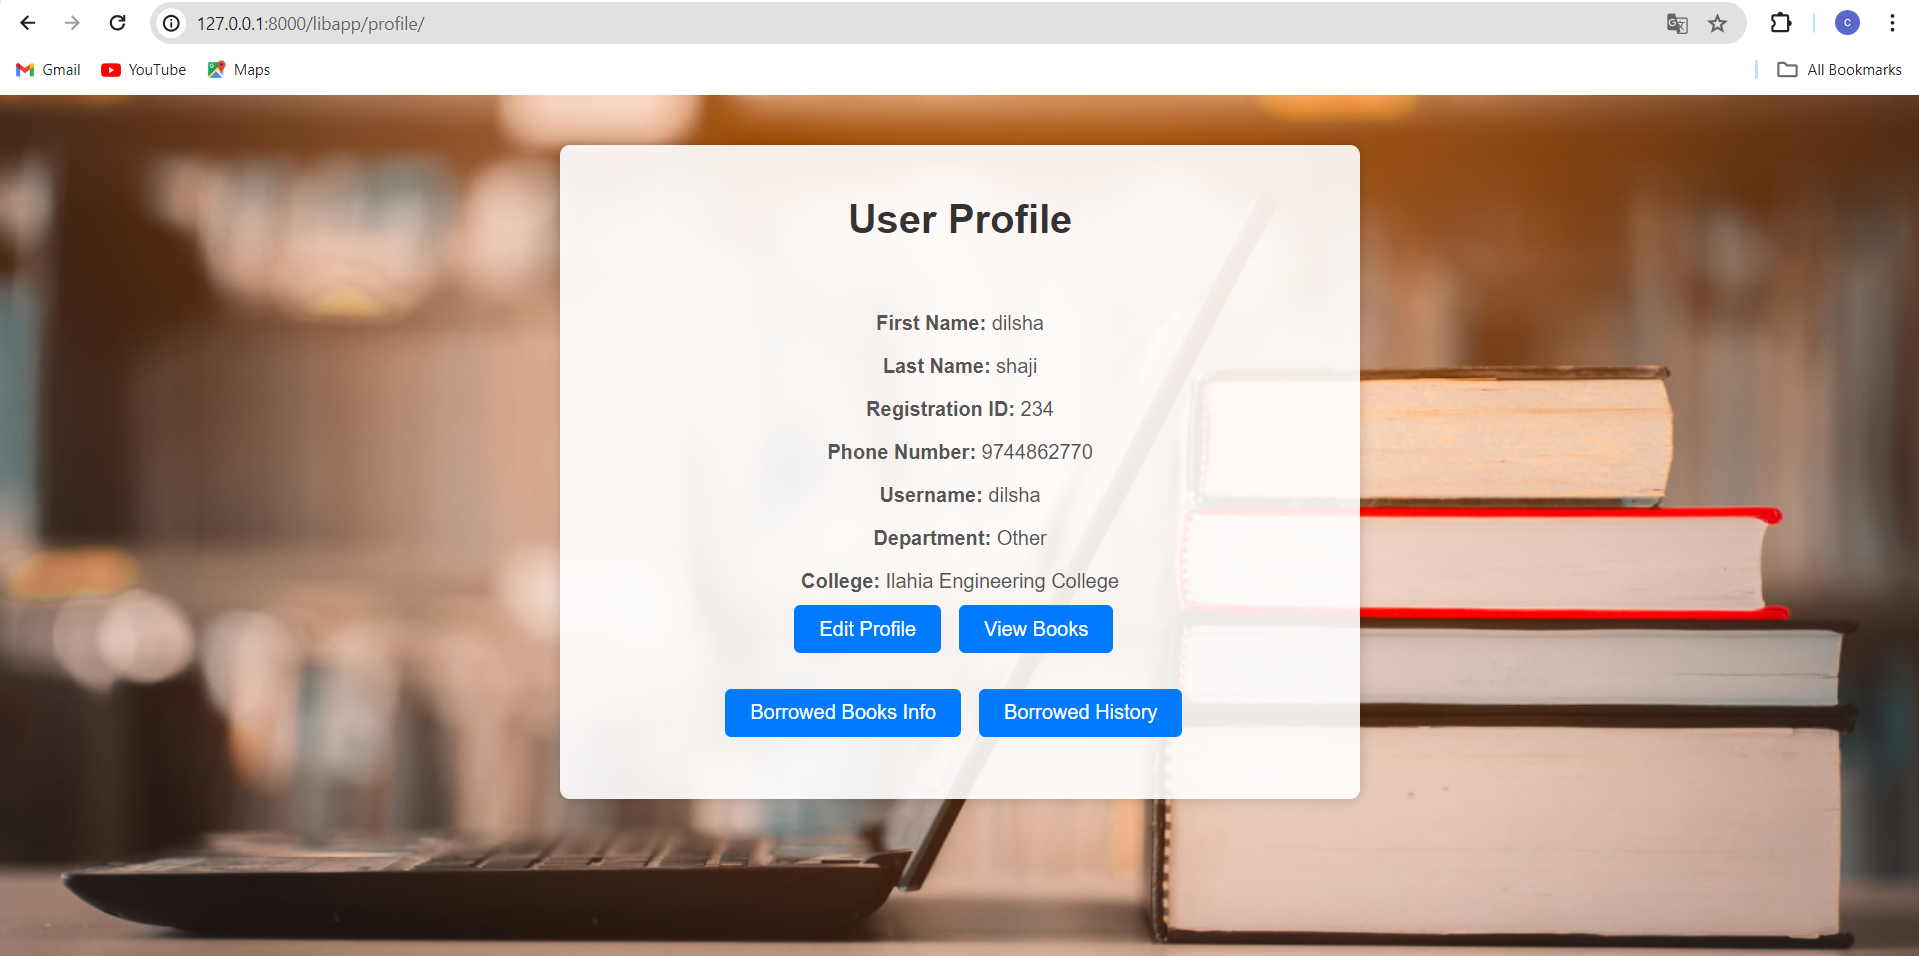 127.0.0.1:8000/libapp/profile/
C
Gmail YouTube Maps All Bookmarks
User Profile
First Name: dilsha
Last Name: shaji
Registration ID: 234
Phone Number: 9744862770
Username: dilsha
Department: Other
College: Ilahia Engineering College
Edit Profile View Books
Borrowed Books Info Borrowed History